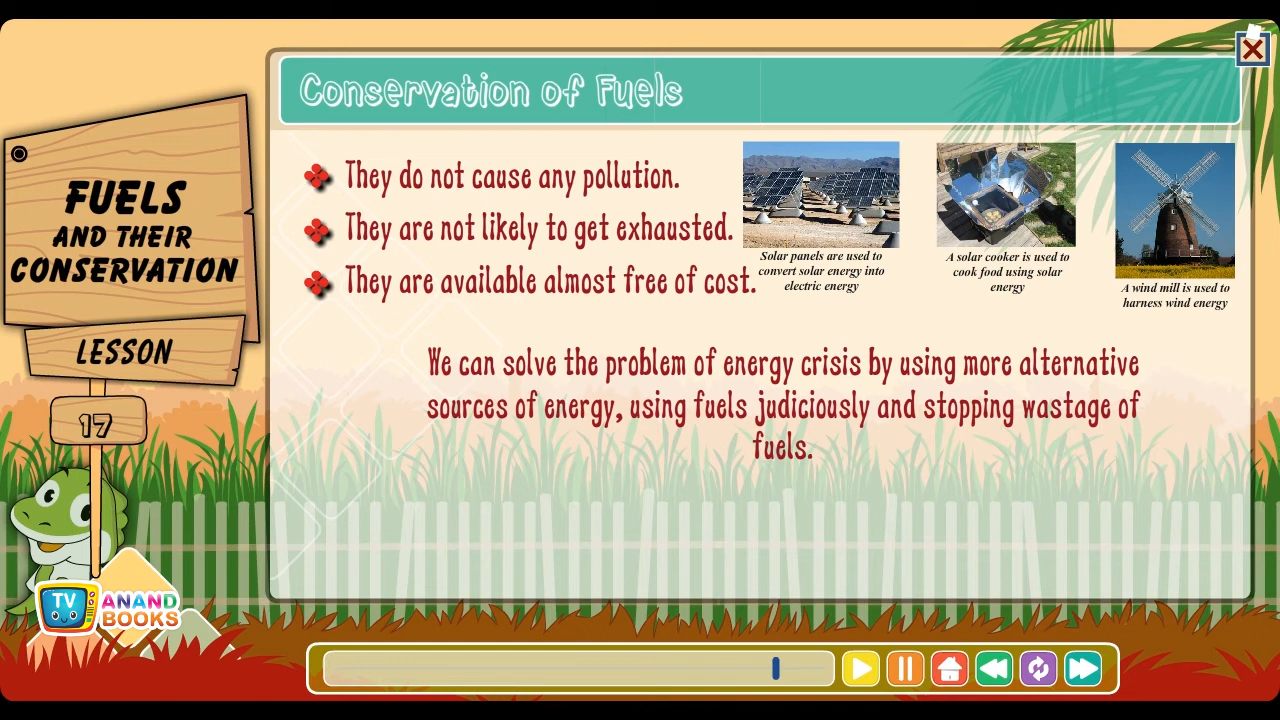 Conservation of Fuels
FUELS
AND THEIR
CONSERVATION
LESSON
17
They do not cause any pollution.
They are not likely to get exhausted.
They are available almost free of cost.
Solar panels are used to
convert solar energy into
electric energy
A solar cooker is used to
cook food using solar
energy
A wind mill is used to
harness wind energy
We can solve the problem of energy crisis by using more alternative
sources of energy, using fuels judiciously and stopping wastage of
fuels.
TV
ANAND
BOOKS